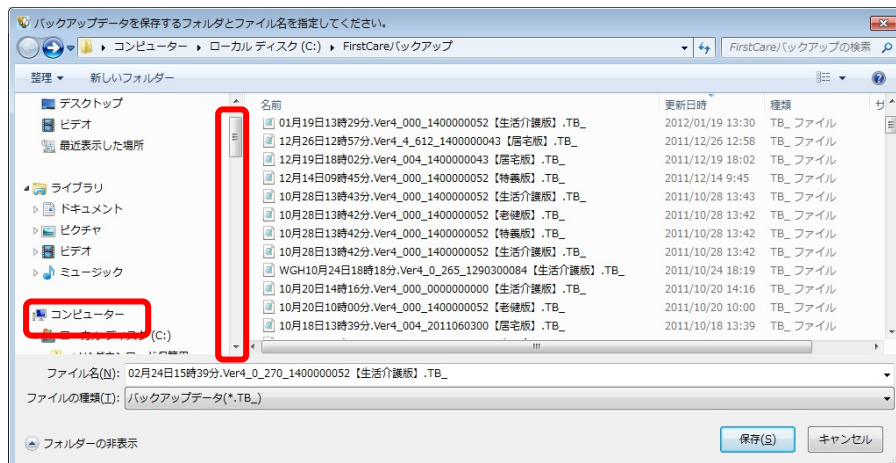 バックアップデータを保存するフォルダとファイル名を指定してください。
コンピューター ▸ ローカル ディスク (C:) ▸ FirstCareバックアップ
FirstCareバックアップの検索
整理 新しいフォルダー
デスクトップ
ビデオ
最近表示した場所
ライブラリ
ドキュメント
ピクチャ
ビデオ
ミュージック
コンピューター
ローカル ディスク (C:)
名前 更新日時 種類 サ
01月19日13時29分.Ver4_000_1400000052【生活介護版】.TB_ 2012/01/19 13:30 TB_ ファイル
12月26日12時57分.Ver4_4_612_1400000043【居宅版】.TB_ 2011/12/26 12:58 TB_ ファイル
12月19日18時02分.Ver4_004_1400000043【居宅版】.TB_ 2011/12/19 18:02 TB_ ファイル
12月14日09時45分.Ver4_000_1400000052【特養版】.TB_ 2011/12/14 9:45 TB_ ファイル
10月28日13時43分.Ver4_000_1400000052【生活介護版】.TB_ 2011/10/28 13:43 TB_ ファイル
10月28日13時42分.Ver4_000_1400000052【老健版】.TB_ 2011/10/28 13:42 TB_ ファイル
10月28日13時42分.Ver4_000_1400000052【特養版】.TB_ 2011/10/28 13:42 TB_ ファイル
10月28日13時42分.Ver4_000_1400000052【生活介護版】.TB_ 2011/10/28 13:42 TB_ ファイル
WGH10月24日18時18分.Ver4_0_265_1290300084【生活介護版】.TB_ 2011/10/24 18:19 TB_ ファイル
10月20日14時16分.Ver4_000_0000000000【生活介護版】.TB_ 2011/10/20 14:16 TB_ ファイル
10月20日10時00分.Ver4_000_1400000052【老健版】.TB_ 2011/10/20 10:00 TB_ ファイル
10月18日13時39分.Ver4_004_2011060300【居宅版】.TB_ 2011/10/18 13:39 TB_ ファイル
ファイル名(N): 02月24日15時39分.Ver4_0_270_1400000052【生活介護版】.TB_
ファイルの種類(T): バックアップデータ(*.TB_)
フォルダーの非表示
保存(S) キャンセル